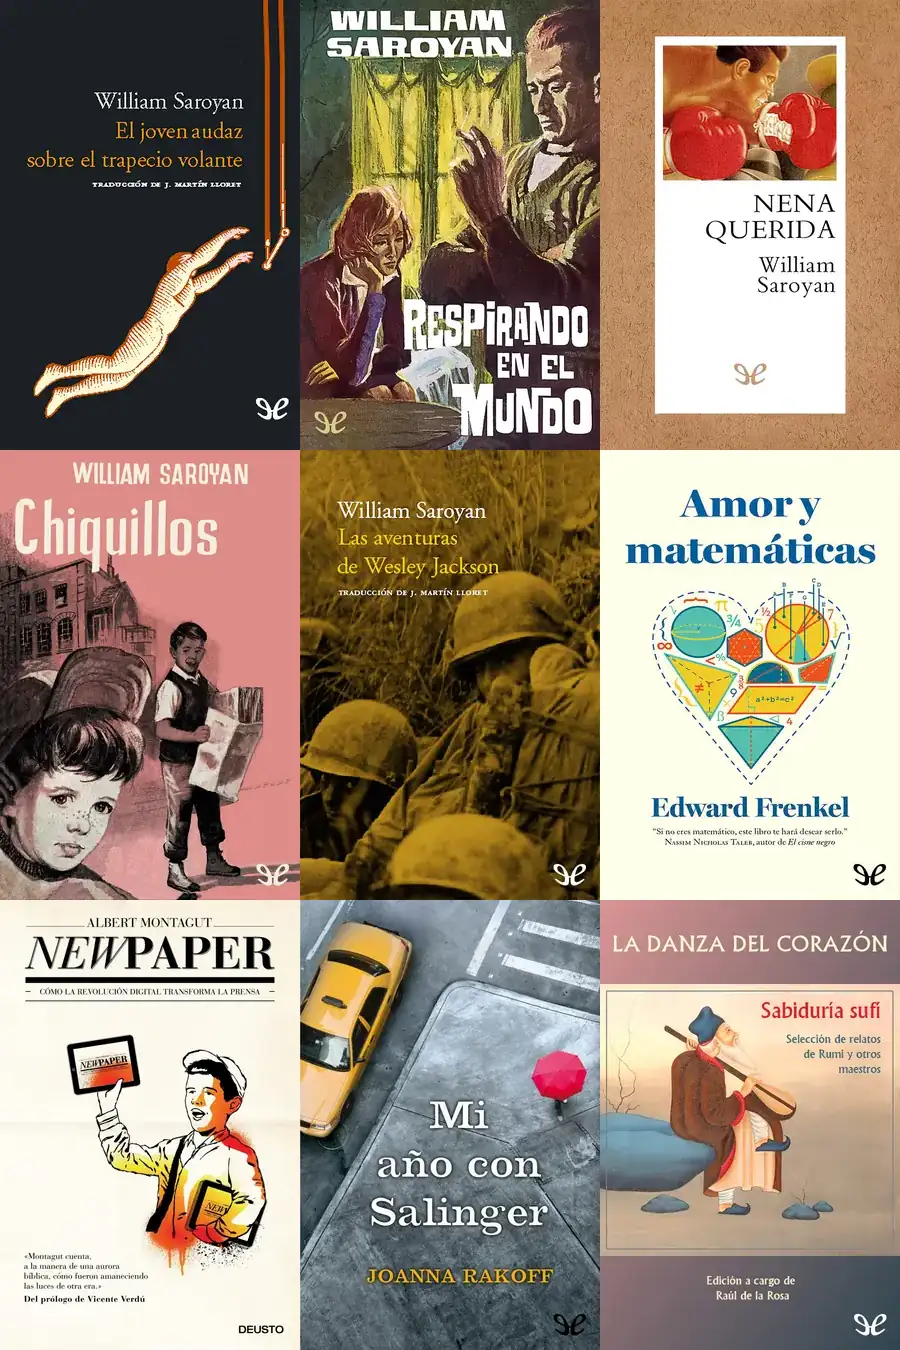 William Saroyan
El joven audaz
sobre el trapecio volante
TRADUCCIÓN DE J. MARTÍN LLORET
WILLIAM
SAROYAN
RESPIRANDO
EN EL
MUNDO
NENA
QUERIDA
William
Saroyan
WILLIAM SAROYAN
Chiquillos
William Saroyan
Las aventuras
de Wesley Jackson
TRADUCCIÓN DE J. MARTÍN LLORET
Amor y
matemáticas
a²+b²=c²
Edward Frenkel
"Si no eres matemático, este libro te hará desear serlo."
NASSIM NICHOLAS TALEB, autor de El cisne negro
ALBERT MONTAGUT
NEWPAPER
CÓMO LA REVOLUCIÓN DIGITAL TRANSFORMA LA PRENSA
NEWPAPER
NEW
«Montagut cuenta,
a la manera de una aurora
bíblica, cómo fueron amaneciendo
las luces de otra era.»
Del prólogo de Vicente Verdú
DEUSTO
Mi
año con
Salinger
JOANNA RAKOFF
LA DANZA DEL CORAZÓN
Sabiduría sufí
Selección de relatos
de Rumi y otros
maestros
Edición a cargo de
Raúl de la Rosa